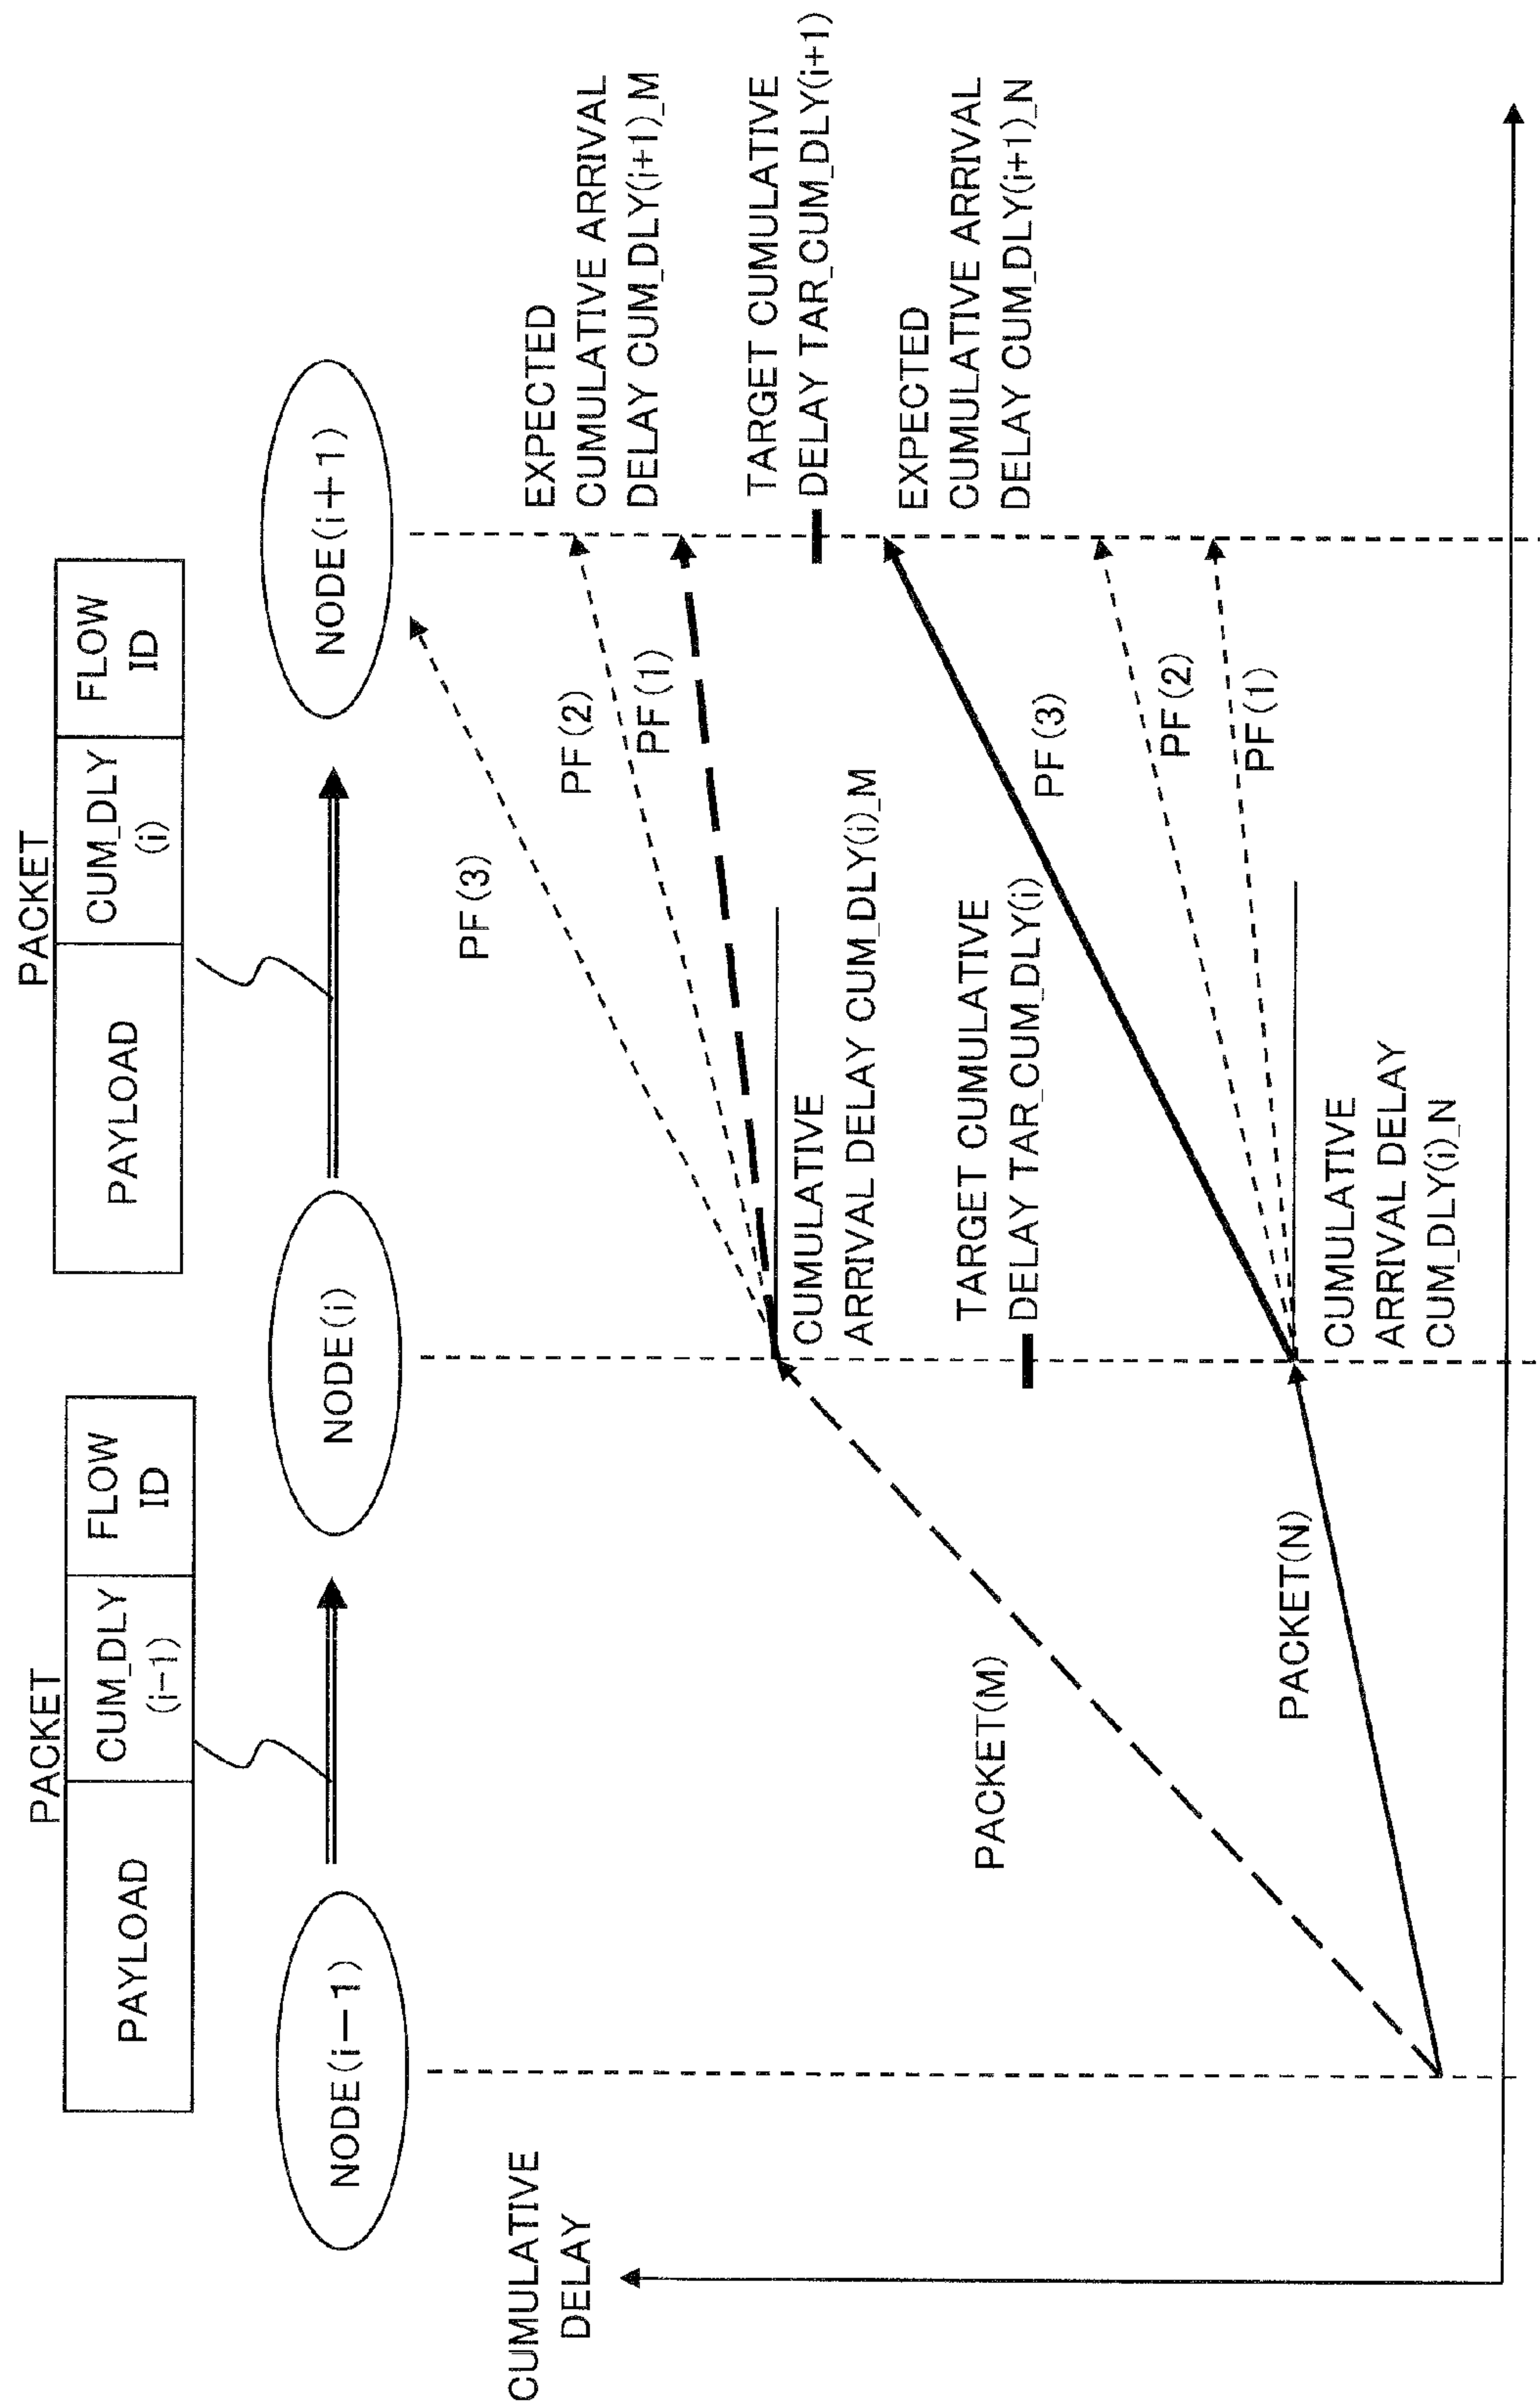 PACKET
PAYLOAD
CUM_DLY
(i-1)
FLOW
ID
PACKET
PAYLOAD
CUM_DLY
(i)
FLOW
ID
NODE(i-1)
NODE(i)
NODE(i+1)
CUMULATIVE
DELAY
PACKET(M)
PACKET(N)
PF(3)
PF(2)
PF(1)
CUMULATIVE
ARRIVAL DELAY CUM_DLY(i)_M
TARGET CUMULATIVE
DELAY TAR_CUM_DLY(i)
PF(3)
PF(2)
PF(1)
CUMULATIVE
ARRIVAL DELAY
CUM_DLY(i)_N
EXPECTED
CUMULATIVE ARRIVAL
DELAY CUM_DLY(i+1)_M
TARGET CUMULATIVE
DELAY TAR_CUM_DLY(i+1)
EXPECTED
CUMULATIVE ARRIVAL
DELAY CUM_DLY(i+1)_N